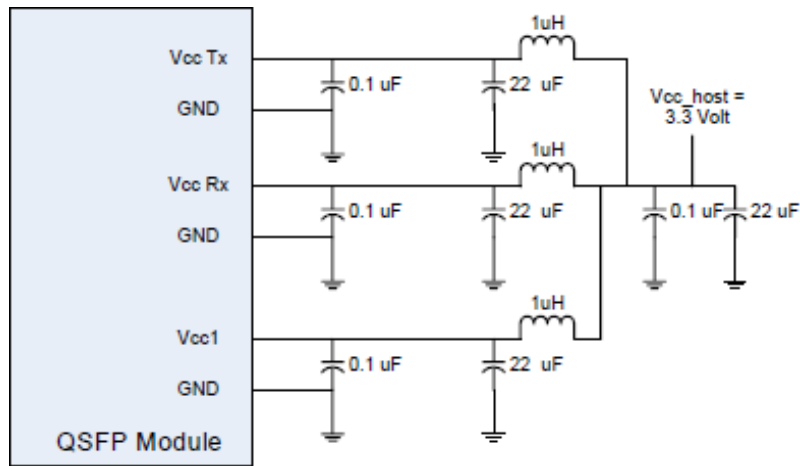 1uH
Vcc Tx
0.1 uF
22 uF
GND
Vcc_host =
3.3 Volt
1uH
Vcc Rx
0.1 uF
22 uF
0.1 uF
22 uF
GND
1uH
Vcc1
0.1 uF
22 uF
GND
QSFP Module